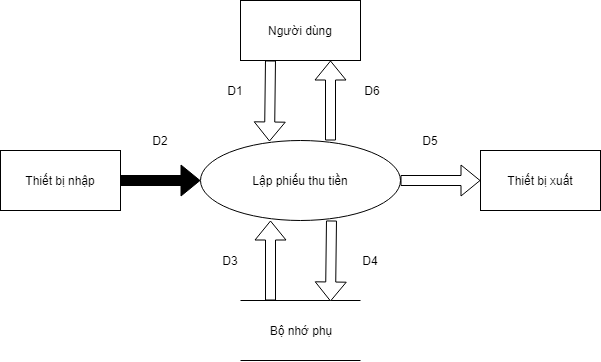 Người dùng
D1
D6
D2
D5
Thiết bị nhập
Lập phiếu thu tiền
Thiết bị xuất
D3
D4
Bộ nhớ phụ